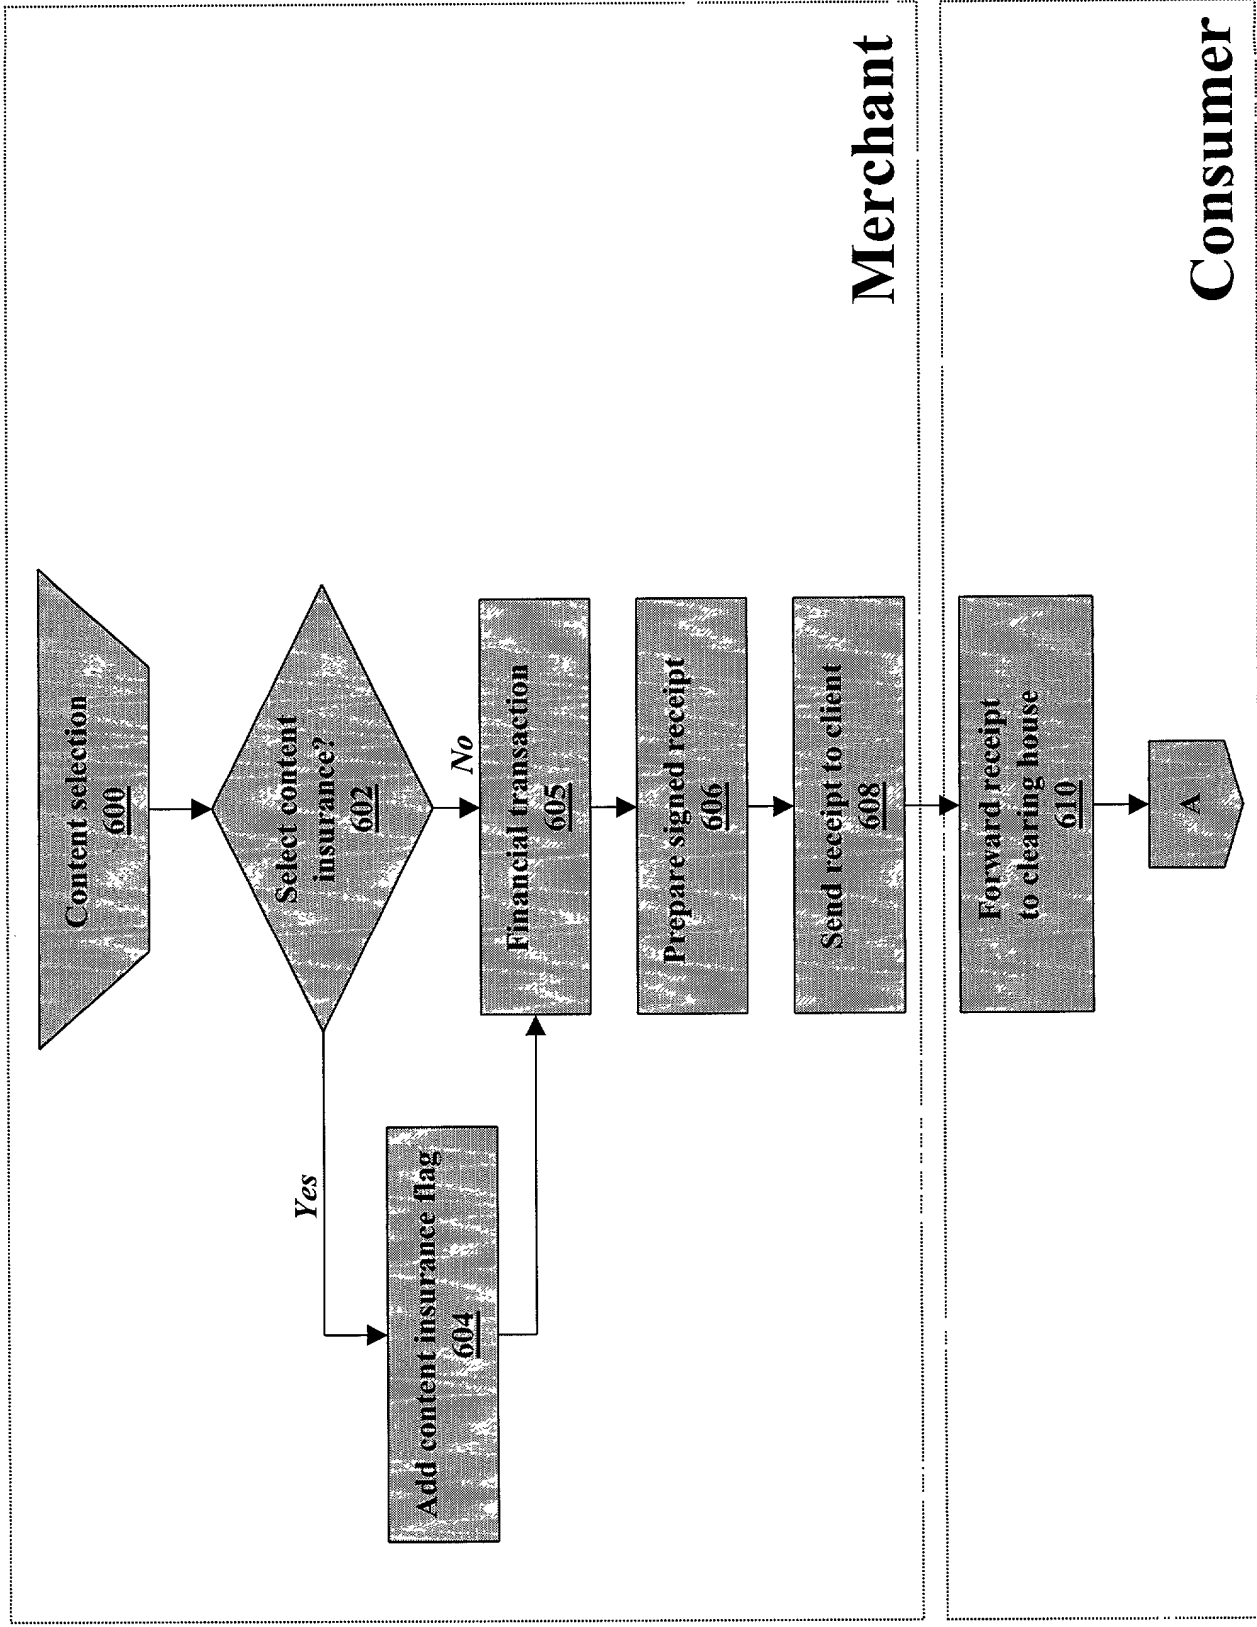 Content selection
600
Select content
insurance?
602
Yes
Add content insurance flag
604
No
Financial transaction
605
Prepare signed receipt
606
Send receipt to client
608
Merchant
Forward receipt
to clearing house
610
A
Consumer